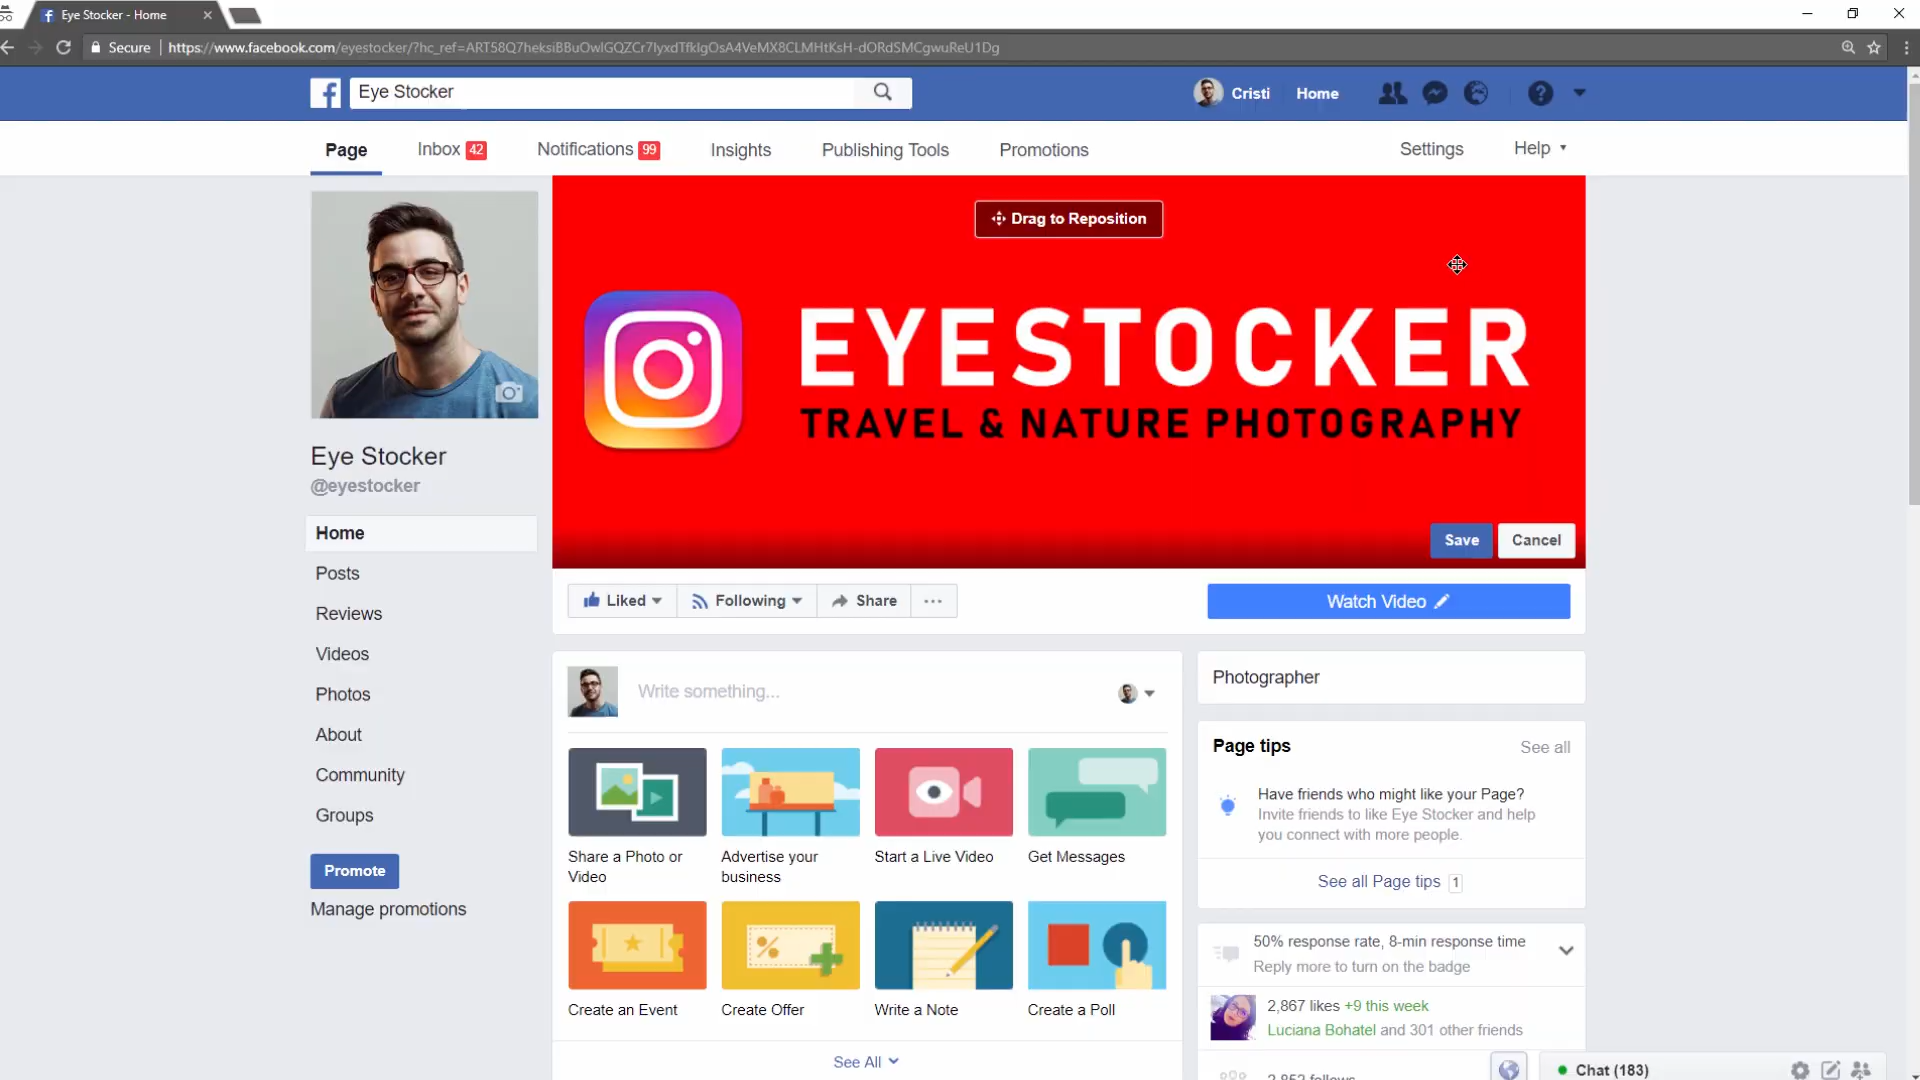 Eye Stocker - Home
Secure
https://www.facebook.com/eyestocker/?hc_ref=ART58Q7heksiBBuOwlGQZCr7IyxdTfkIgOsA4VeMX8CLMHtKsH-dORdSMCgwuReU1Dg
Eye Stocker
Cristi
Home
Page
Inbox 42
Notifications 99
Insights
Publishing Tools
Promotions
Settings
Help
Drag to Reposition
EYESTOCKER
TRAVEL & NATURE PHOTOGRAPHY
Save
Cancel
Eye Stocker
@eyestocker
Home
Posts
Reviews
Videos
Photos
About
Community
Groups
Promote
Manage promotions
Liked
Following
Share
Watch Video
Write something...
Share a Photo or
Video
Advertise your
business
Start a Live Video
Get Messages
Create an Event
Create Offer
Write a Note
Create a Poll
See All
Photographer
Page tips
See all
Have friends who might like your Page?
Invite friends to like Eye Stocker and help
you connect with more people.
See all Page tips 1
50% response rate, 8-min response time
Reply more to turn on the badge
2,867 likes +9 this week
Luciana Bohatel and 301 other friends
2,852 follows
Chat (183)